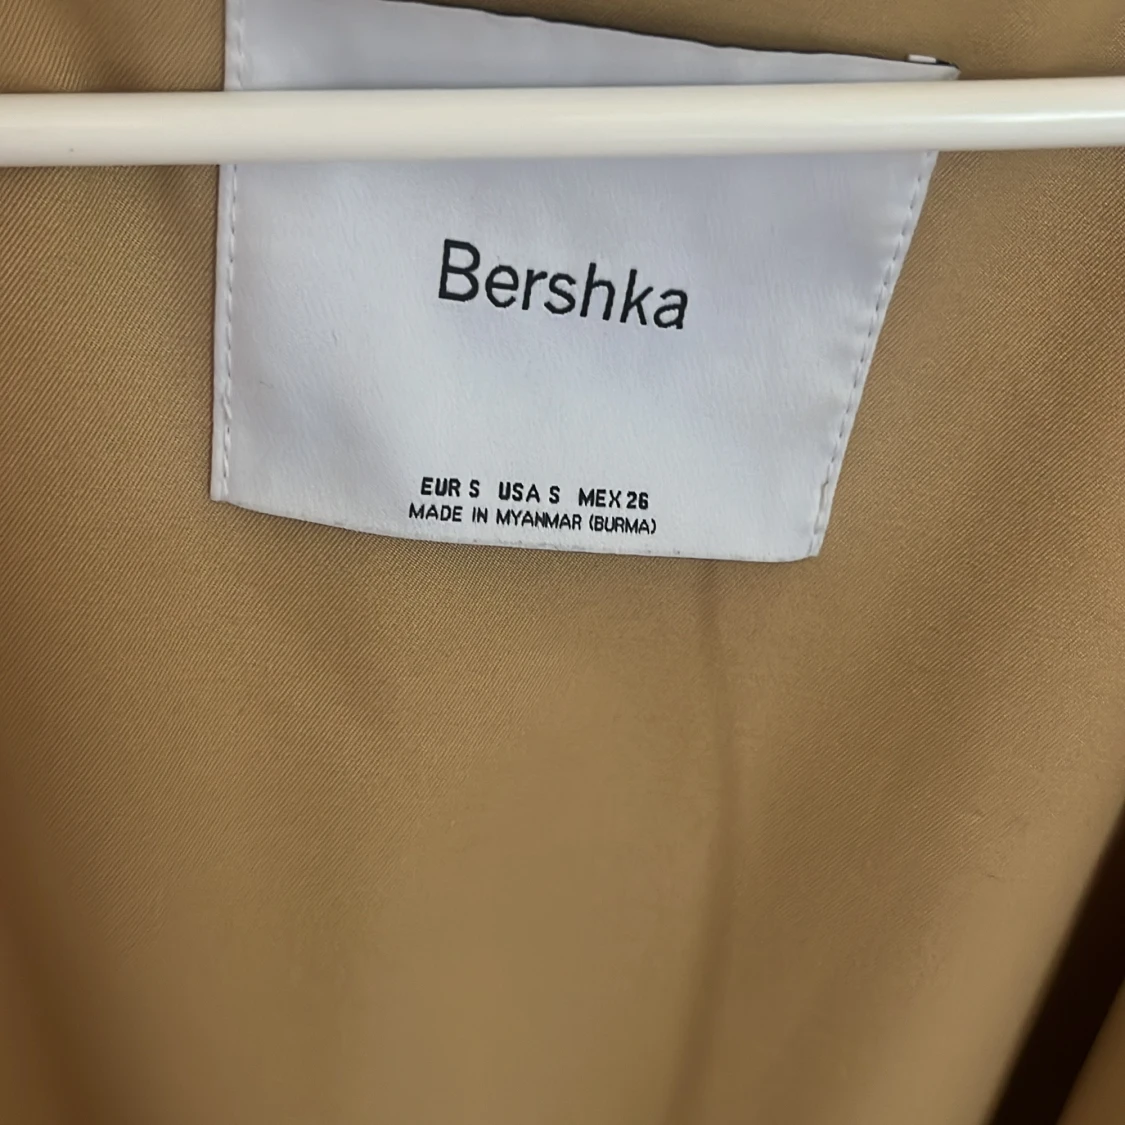 Bershka
EUR S USA S MEX 26
MADE IN MYANMAR (BURMA)